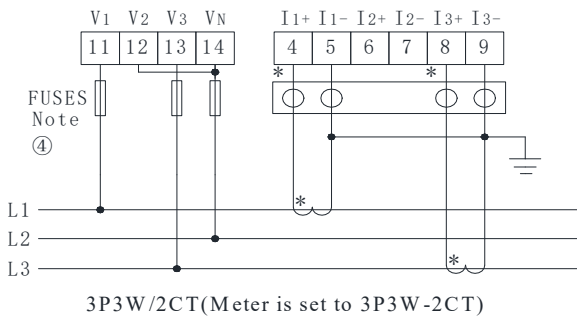 V1 V2 V3 VN I1+ I1- I2+ I2- I3+ I3-
11 12 13 14 4 5 6 7 8 9
* *
FUSES
Note
④
* L1
L2
* L3
3P3W/2CT(Meter is set to 3P3W-2CT)